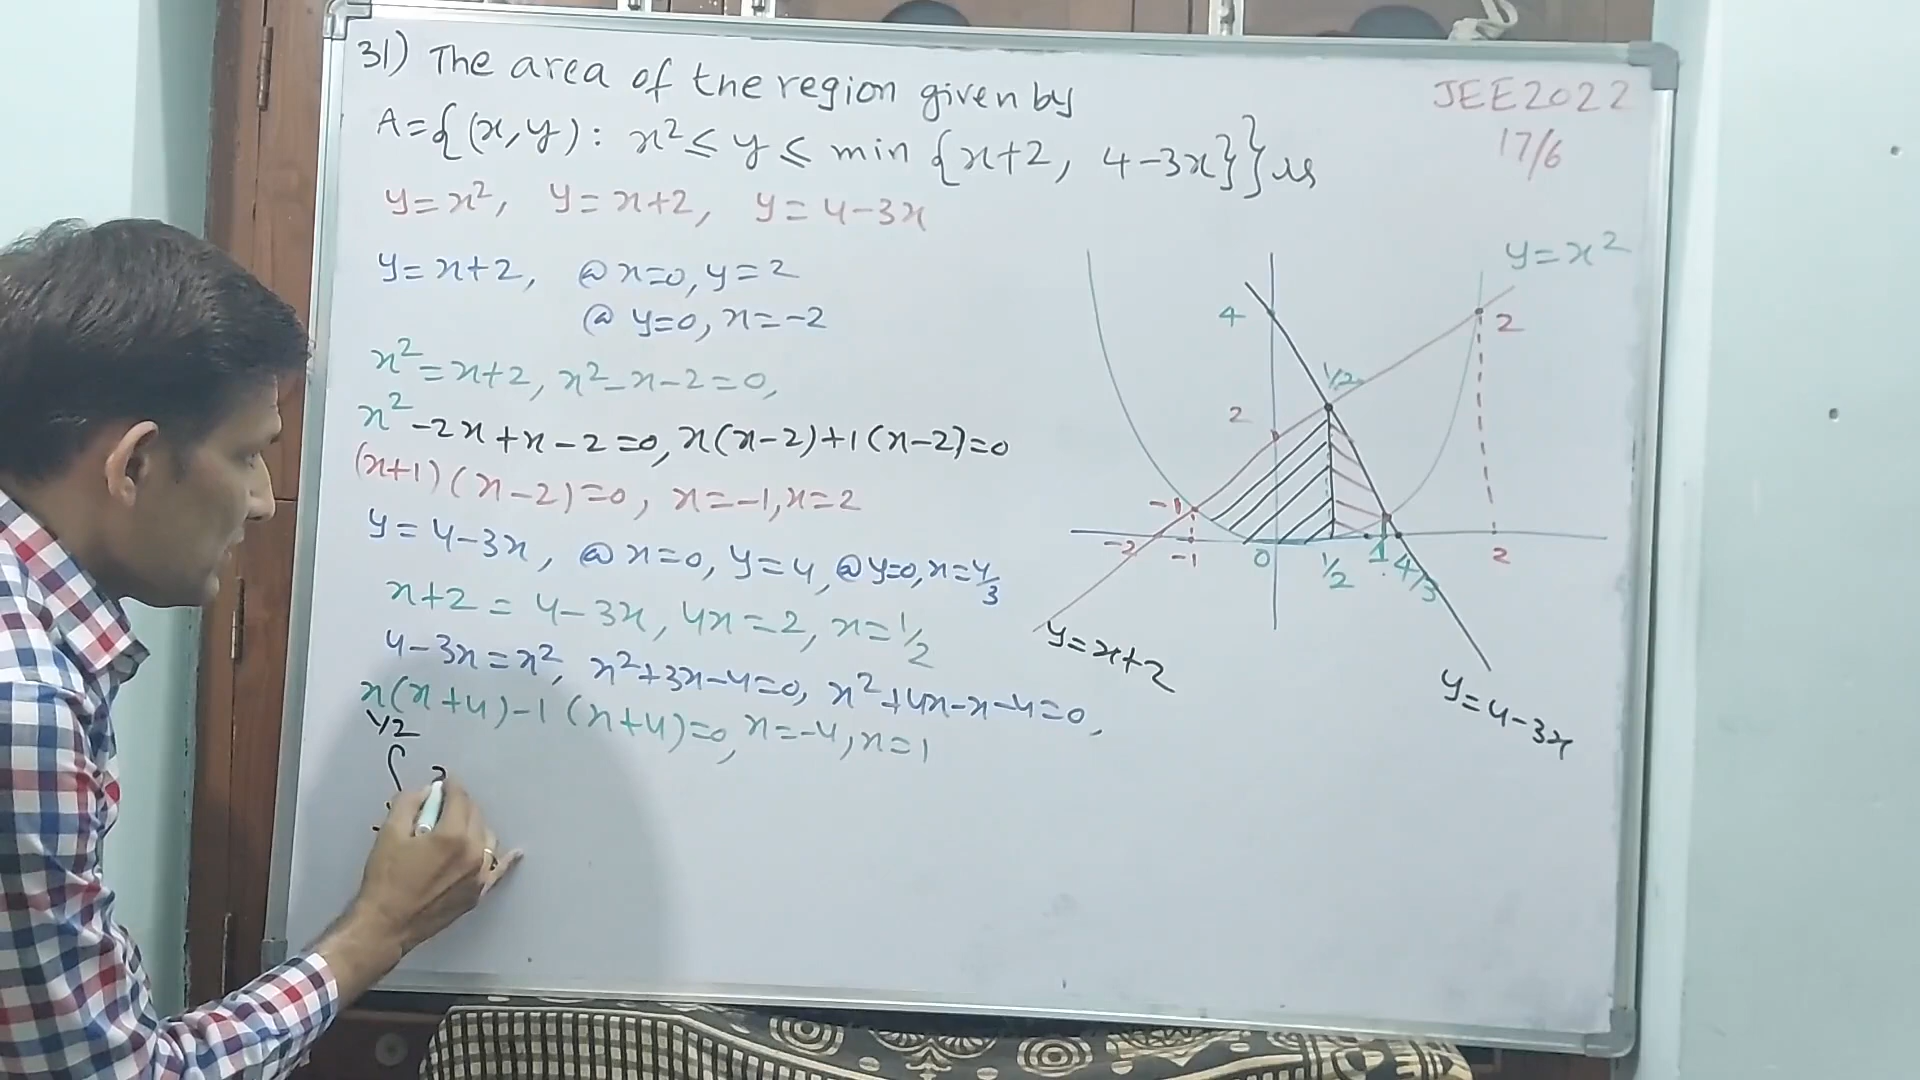 31) The area of the region given by
JEE2022
17/6
A={(x,y): x²≤ y ≤ min {x+2, 4-3x}} is
y=x², y=x+2, y=4-3x
y=x+2, @x=0, y=2
@ y=0, x=-2
x²=x+2, x²-x-2=0,
x²-2x+x-2=0, x(x-2)+1(x-2)=0
(x+1)(x-2)=0, x=-1, x=2
y=4-3x, @x=0, y=4, @y=0, x=4/3
x+2=4-3x, 4x=2, x=1/2
4-3x=x², x²+3x-4=0, x²+4x-x-4=0,
x(x+4)-1(x+4)=0, x=-4, x=1
1/2
∫
y=x²
4
2
1/2
2
-1
-2
-1
0
1/2
1
4/3
2
y=x+2
y=4-3x